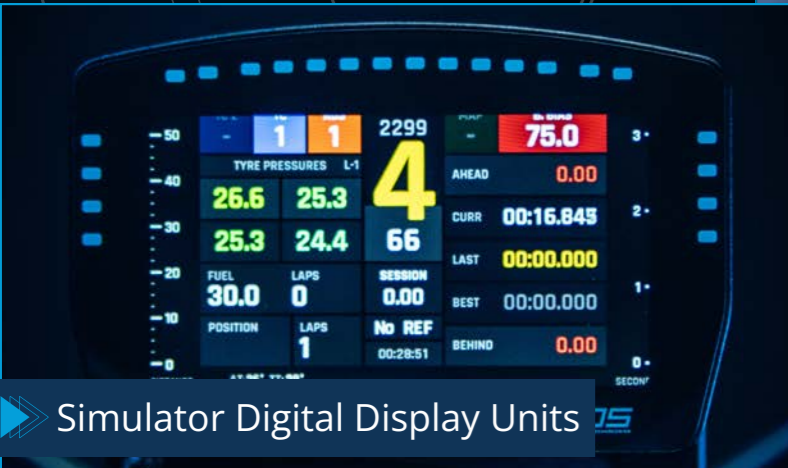 2299
1
1
75.0
50
40
30
20
10
0
3
2
1
0
TYRE PRESSURES L-1
26.6 25.3
25.3 24.4
4
66
AHEAD 0.00
CURR 00:16.845
LAST 00:00.000
BEST 00:00.000
BEHIND 0.00
FUEL
30.0
LAPS
0
SESSION
0.00
POSITION
LAPS
1
No REF
00:28:51
Simulator Digital Display Units